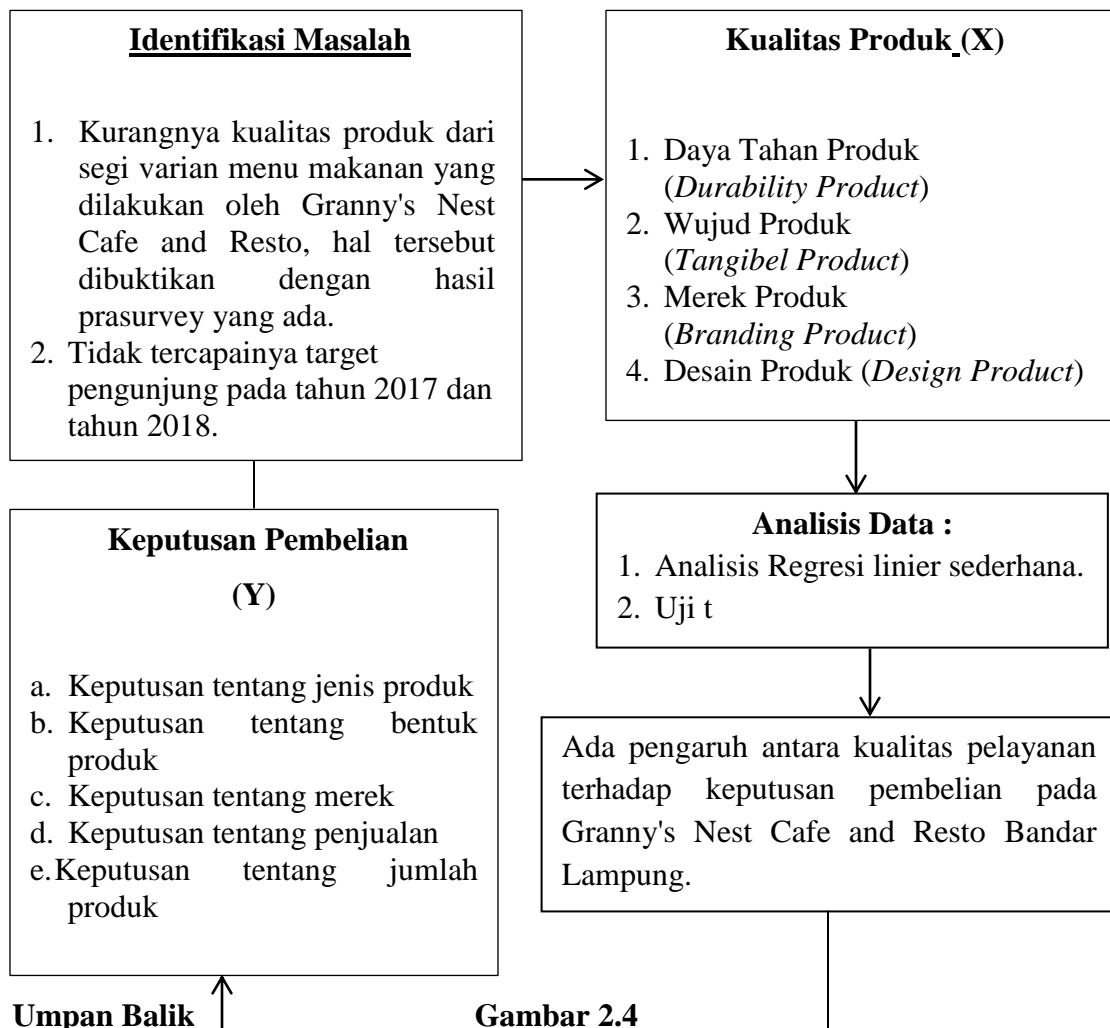 Identifikasi Masalah
1. Kurangnya kualitas produk dari
segi varian menu makanan yang
dilakukan oleh Granny's Nest
Cafe and Resto, hal tersebut
dibuktikan dengan hasil
prasurvey yang ada.
2. Tidak tercapainya target
pengunjung pada tahun 2017 dan
tahun 2018.
Kualitas Produk (X)
1. Daya Tahan Produk
(Durability Product)
2. Wujud Produk
(Tangibel Product)
3. Merek Produk
(Branding Product)
4. Desain Produk (Design Product)
Analisis Data :
1. Analisis Regresi linier sederhana.
2. Uji t
Ada pengaruh antara kualitas pelayanan
terhadap keputusan pembelian pada
Granny's Nest Cafe and Resto Bandar
Lampung.
Keputusan Pembelian
(Y)
a. Keputusan tentang jenis produk
b. Keputusan tentang bentuk
produk
c. Keputusan tentang merek
d. Keputusan tentang penjualan
e.Keputusan tentang jumlah
produk
Umpan Balik
Gambar 2.4